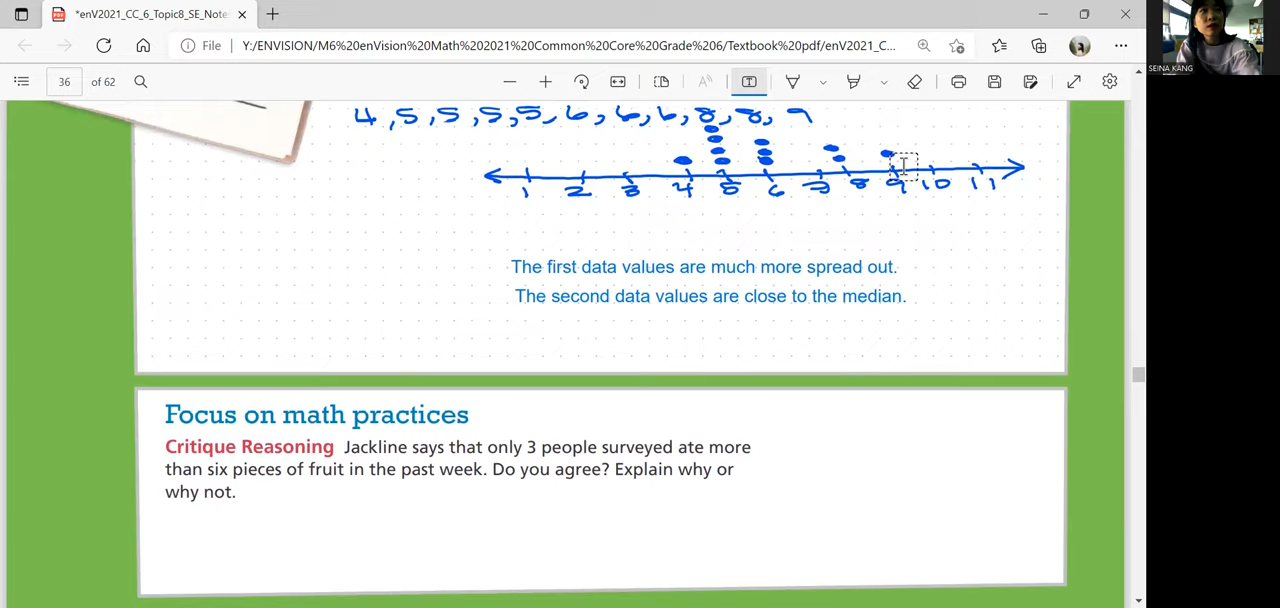 *enV2021_CC_6_Topic8_SE_Note
File
Y:/ENVISION/M6%20enVision%20Math%202021%20Common%20Core%20Grade%206/Textbook%20pdf/enV2021_C...
SEINA KANG
36 of 62
4, 5, 5, 5, 5, 6, 6, 6, 8, 8, 9
1 2 3 4 5 6 7 8 9 10 11
The first data values are much more spread out.
The second data values are close to the median.
Focus on math practices
Critique Reasoning Jackline says that only 3 people surveyed ate more
than six pieces of fruit in the past week. Do you agree? Explain why or
why not.